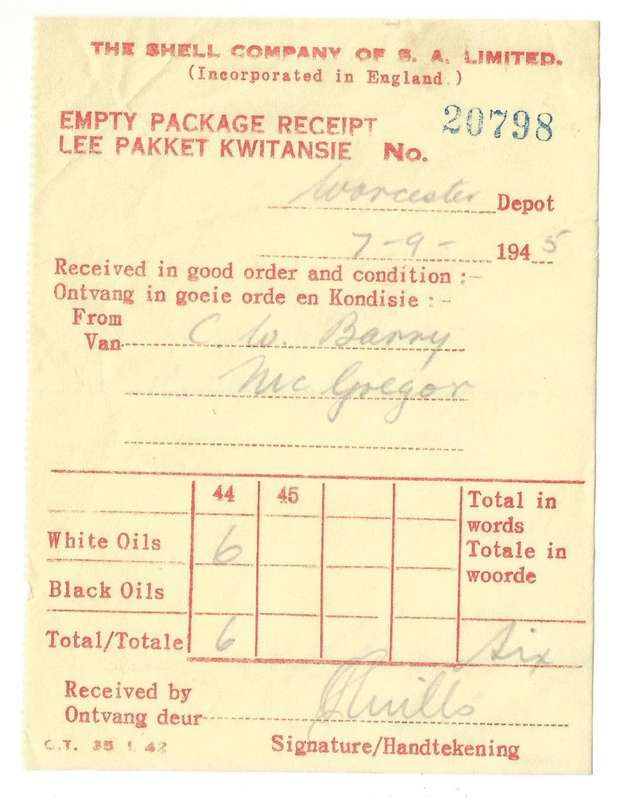 THE SHELL COMPANY OF S. A. LIMITED.
(Incorporated in England.)
EMPTY PACKAGE RECEIPT
LEE PAKKET KWITANSIE No. 20798
Worcester Depot
7-9- 1945
Received in good order and condition :-
Ontvang in goeie orde en Kondisie :-
From
Van C. W. Barry
McGregor
44 45 Total in
words
White Oils 6 Totale in
woorde
Black Oils
Total/Totale 6 Six
Received by
Ontvang deur
C.T. 35 1. 42 Signature/Handtekening